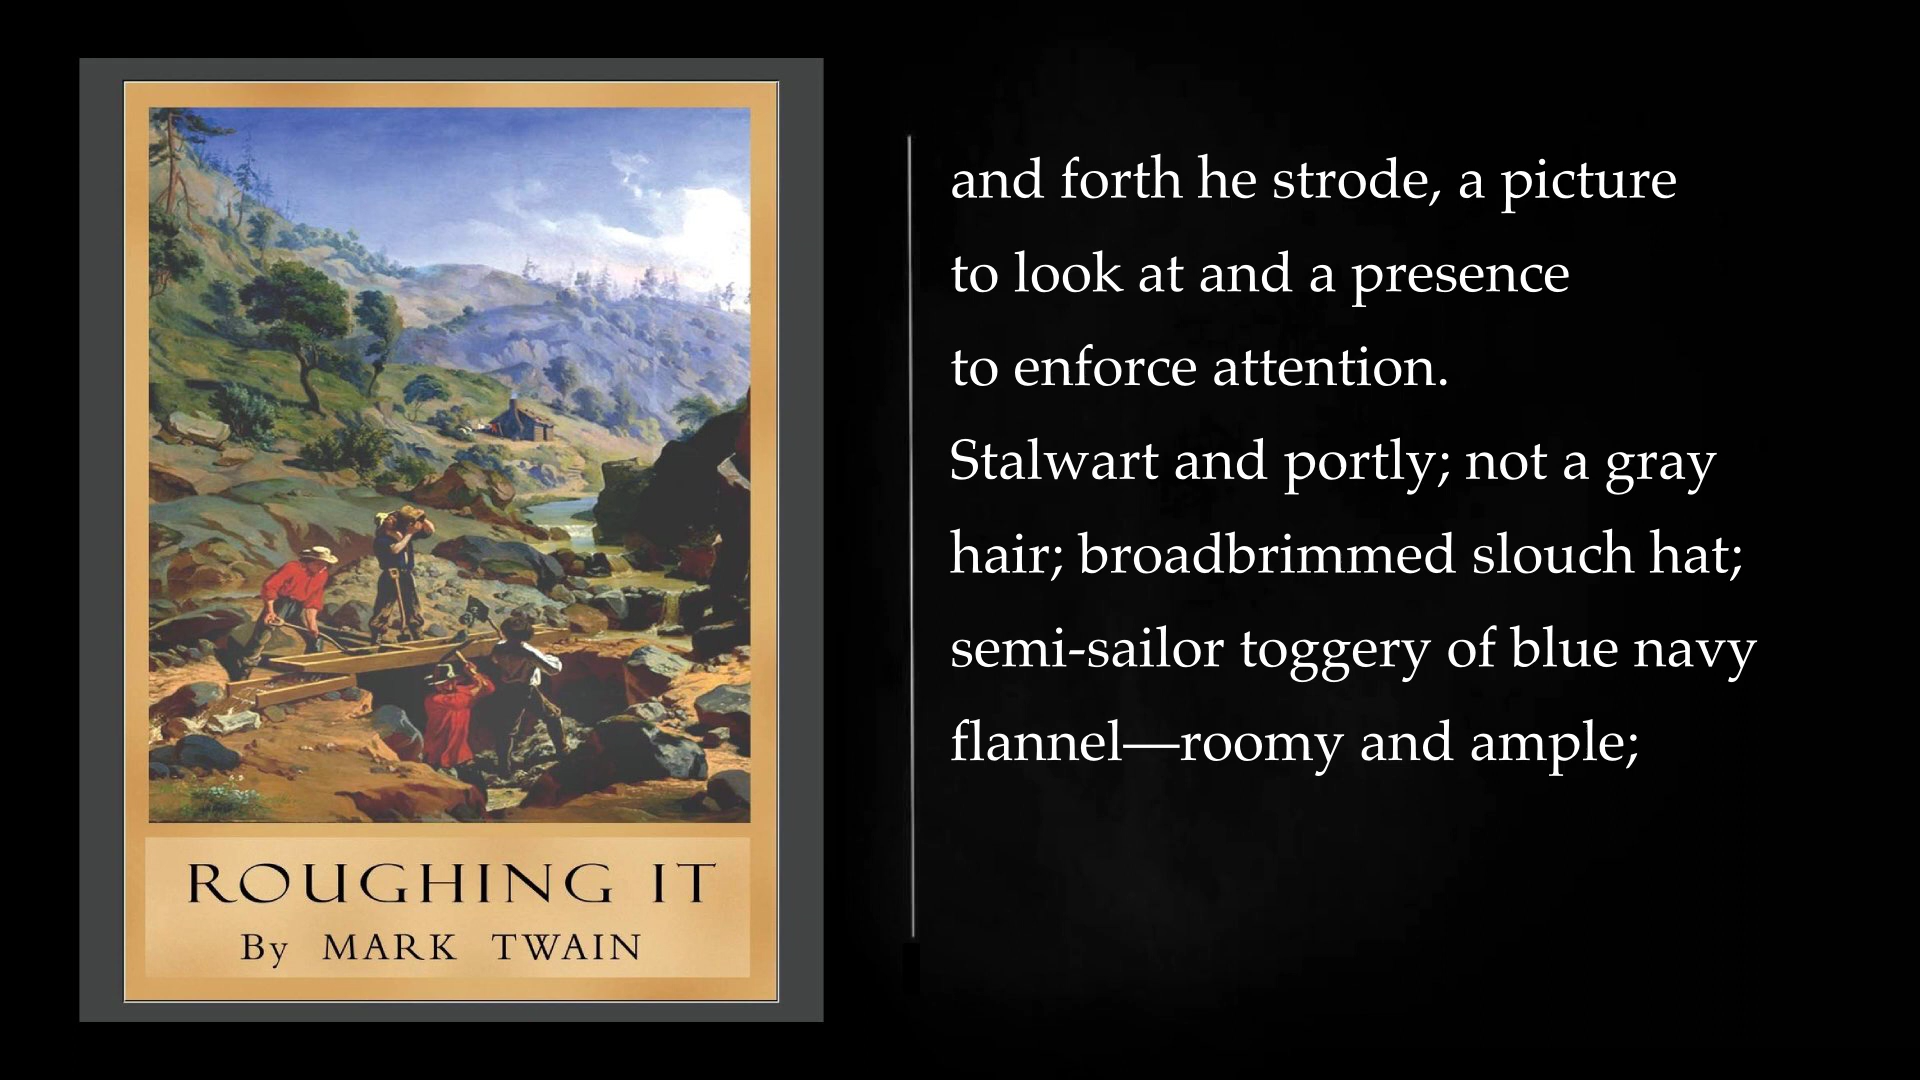 ROUGHING IT
By MARK TWAIN
and forth he strode, a picture
to look at and a presence
to enforce attention.
Stalwart and portly; not a gray
hair; broadbrimmed slouch hat;
semi-sailor toggery of blue navy
flannel—roomy and ample;